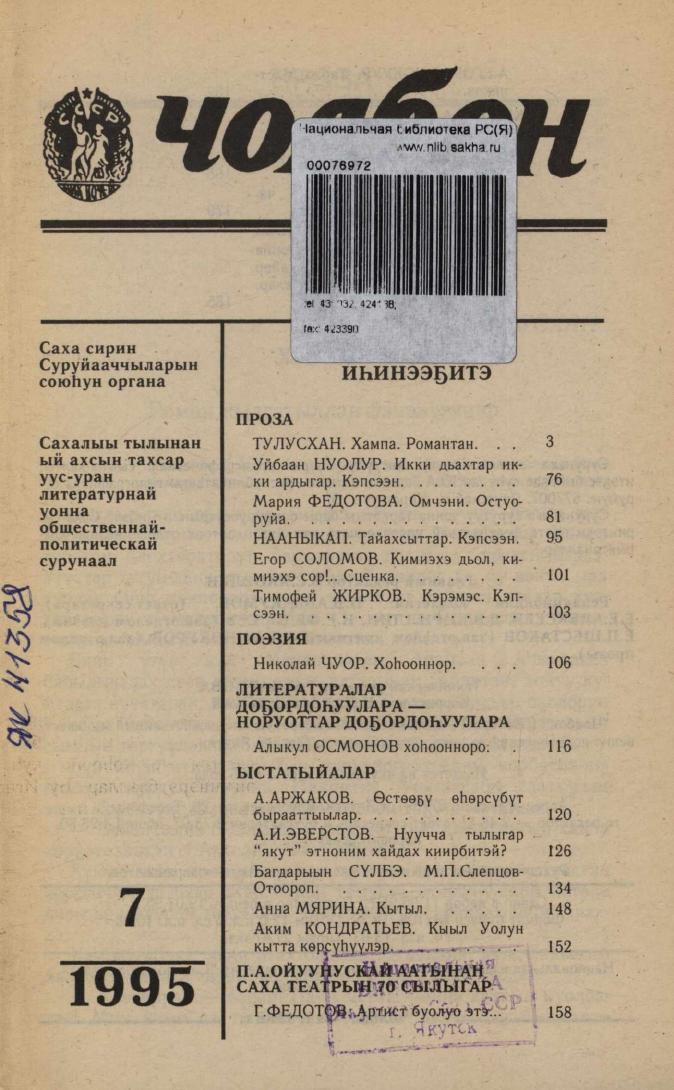 СССР
чолбон
Национальная библиотека РС(Я)
www.nlib.sakha.ru
00076972
fax: 423390
Саха сирин
Суруйааччыларын
союһун органа
Сахалыы тылынан
ый ахсын тахсар
уус-уран
литературнай
уонна
общественнай-
политическай
сурунаал
ЯК 41359
7
1995
ИҺИНЭЭҔИТЭ
ПРОЗА
ТУЛУСХАН. Хампа. Романтан. . . 3
Уйбаан НУОЛУР. Икки дьахтар ик-
ки ардыгар. Кэпсээн. . . . . . . . 76
Мария ФЕДОТОВА. Омчэни. Остуо-
руйа. . . . . . . . . . . . . . . 81
НААНЫКАП. Тайахсыттар. Кэпсээн. 95
Егор СОЛОМОВ. Кимиэхэ дьол, ки-
миэхэ сор!.. Сценка. . . . . . . . 101
Тимофей ЖИРКОВ. Кэрэмэс. Кэп-
сээн. . . . . . . . . . . . . . . 103
ПОЭЗИЯ
Николай ЧУОР. Хоһооннор. . . . 106
ЛИТЕРАТУРАЛАР
ДОҔОРДОҺУУЛАРА —
НОРУОТТАР ДОҔОРДОҺУУЛАРА
Алыкул ОСМОНОВ хоһоонноро. . 116
ЫСТАТЫЙАЛАР
А.АРЖАКОВ. Өстөөҕү өһөрсүбүт
бырааттыылар. . . . . . . . . . . 120
А.И.ЭВЕРСТОВ. Нуучча тылыгар
“якут” этноним хайдах киирбитэй? 126
Багдарыын СҮЛБЭ. М.П.Слепцов-
Отоороп. . . . . . . . . . . . . 134
Анна МЯРИНА. Кытыл. . . . . . 148
Аким КОНДРАТЬЕВ. Кыыл Уолун
кытта көрсүһүүлэр. . . . . . . . . 152
П.А.ОЙУУНУСКАЙ ААТЫНАН
САХА ТЕАТРЫН 70 СЫЛЫГАР
Г.ФЕДОТОВ. Артист буолуо этэ... 158
г. Якутск